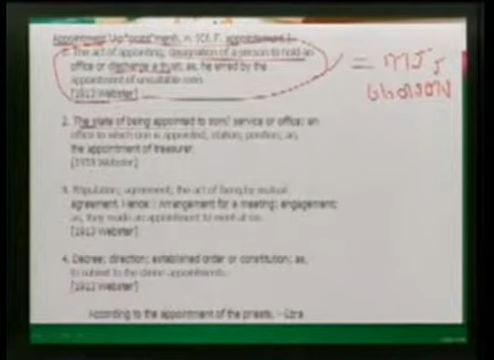 Appointment \Ap*point"ment\, n. [Of. F. appointement.]
1. The act of appointing; designation of a person to hold an
office or discharge a trust; as, he erred by the
appointment of unsuitable men.
[1913 Webster]
2. The state of being appointed to some service or office; an
office to which one is appointed; station; position; as,
the appointment of treasurer.
[1913 Webster]
3. Stipulation; agreement; the act of fixing by mutual
agreement. Hence:: Arrangement for a meeting; engagement;
as, they made an appointment to meet at six.
[1913 Webster]
4. Decree; direction; established order or constitution; as,
to submit to the divine appointments.
[1913 Webster]
According to the appointment of the priests. --Ezra